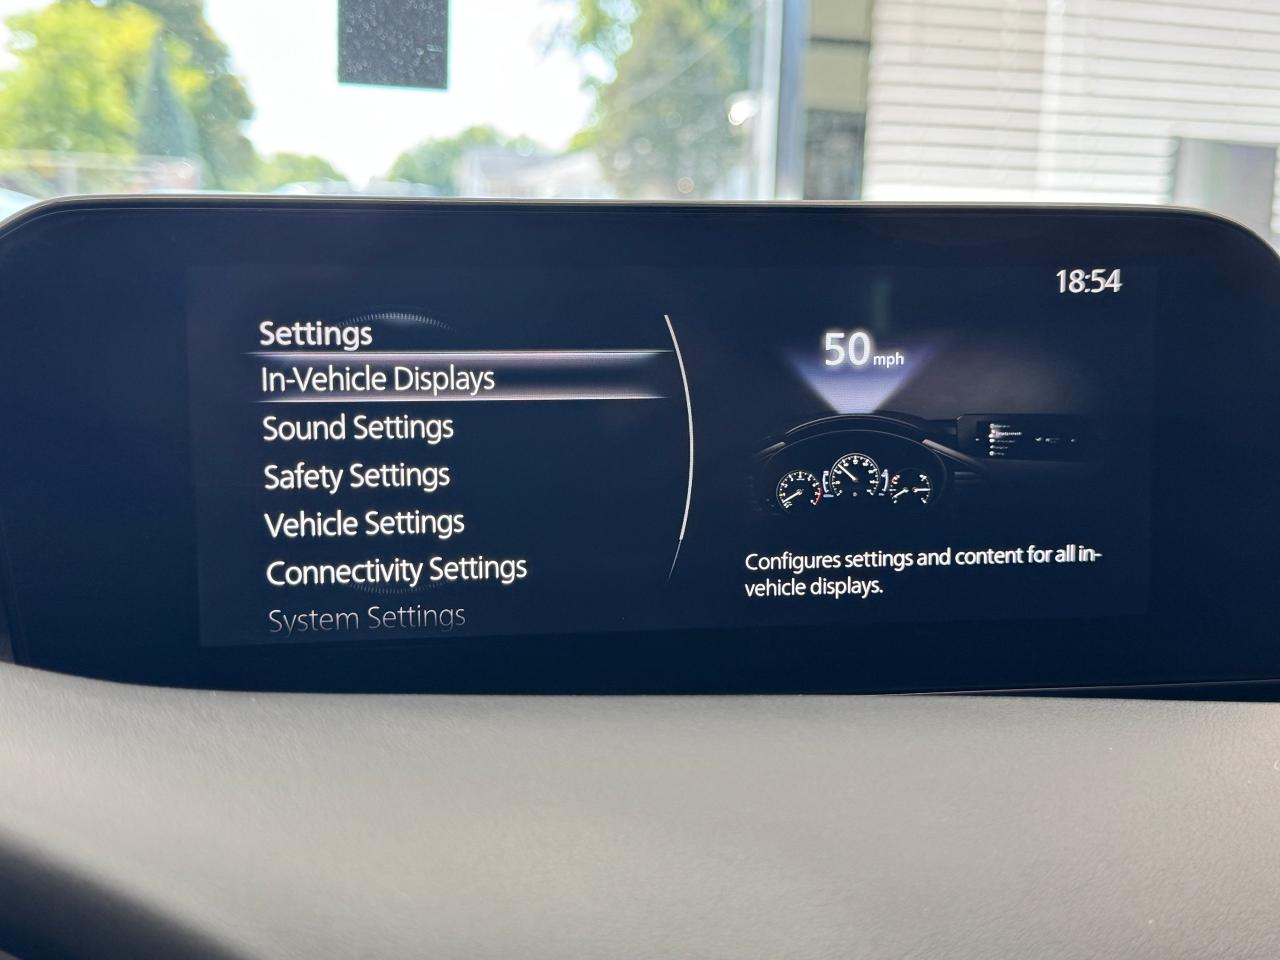 18:54
Settings
In-Vehicle Displays
Sound Settings
Safety Settings
Vehicle Settings
Connectivity Settings
System Settings
50 mph
Configures settings and content for all in-
vehicle displays.